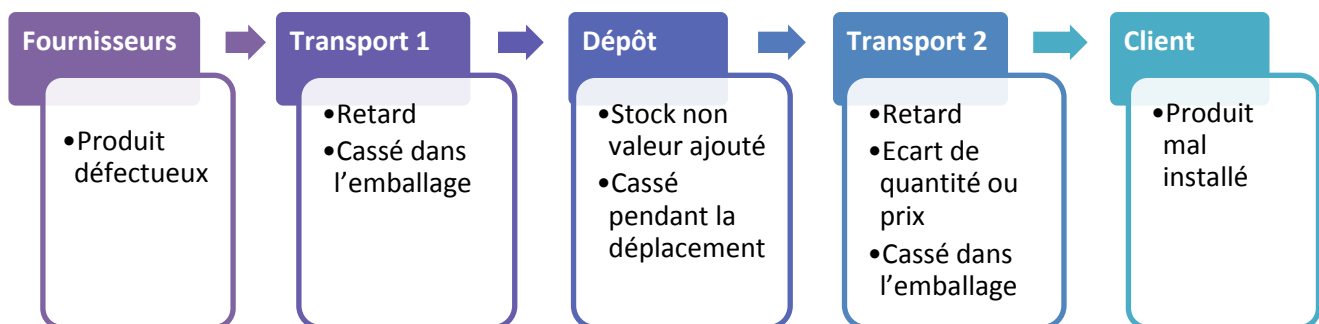 Fournisseurs
•Produit
défectueux
Transport 1
•Retard
•Cassé dans
l’emballage
Dépôt
•Stock non
valeur ajouté
•Cassé
pendant la
déplacement
Transport 2
•Retard
•Ecart de
quantité ou
prix
•Cassé dans
l’emballage
Client
•Produit
mal
installé